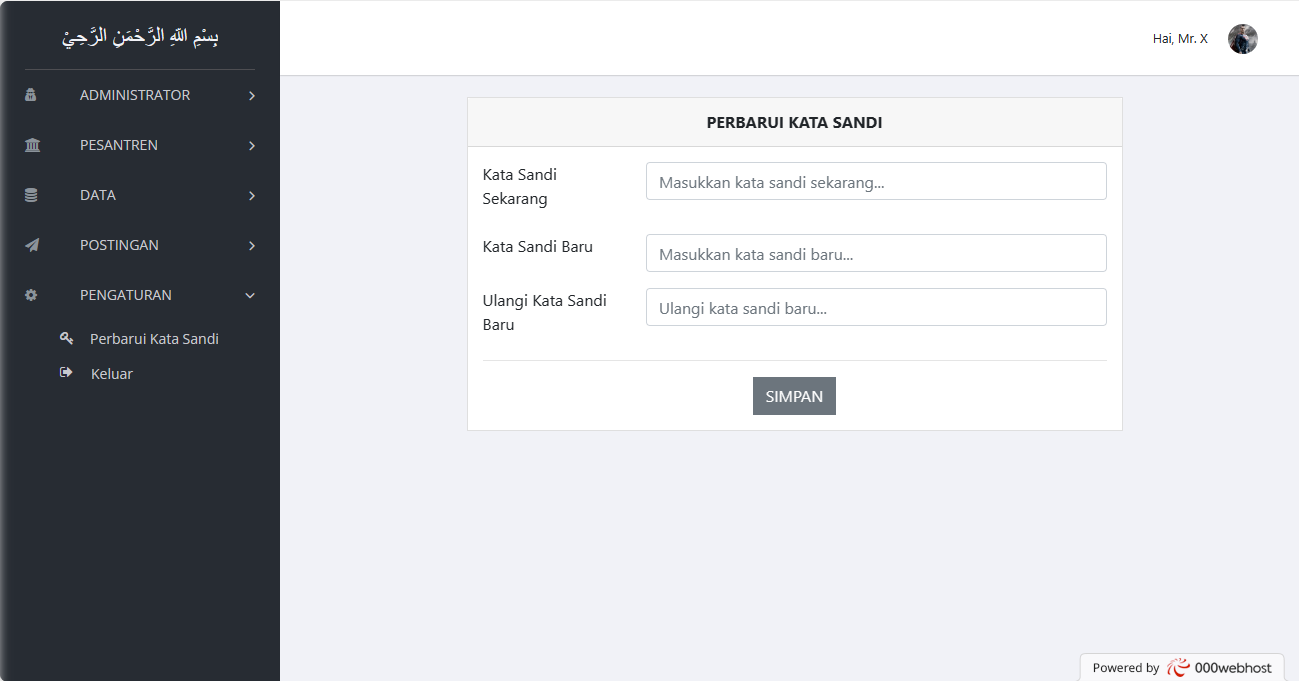 بِسْمِ اللّٰهِ الرَّحْمَنِ الرَّحِيْ
Hai, Mr. X
ADMINISTRATOR
PESANTREN
DATA
POSTINGAN
PENGATURAN
Perbarui Kata Sandi
Keluar
PERBARUI KATA SANDI
Kata Sandi
Sekarang
Masukkan kata sandi sekarang...
Kata Sandi Baru
Masukkan kata sandi baru...
Ulangi Kata Sandi
Baru
Ulangi kata sandi baru...
SIMPAN
Powered by 000webhost